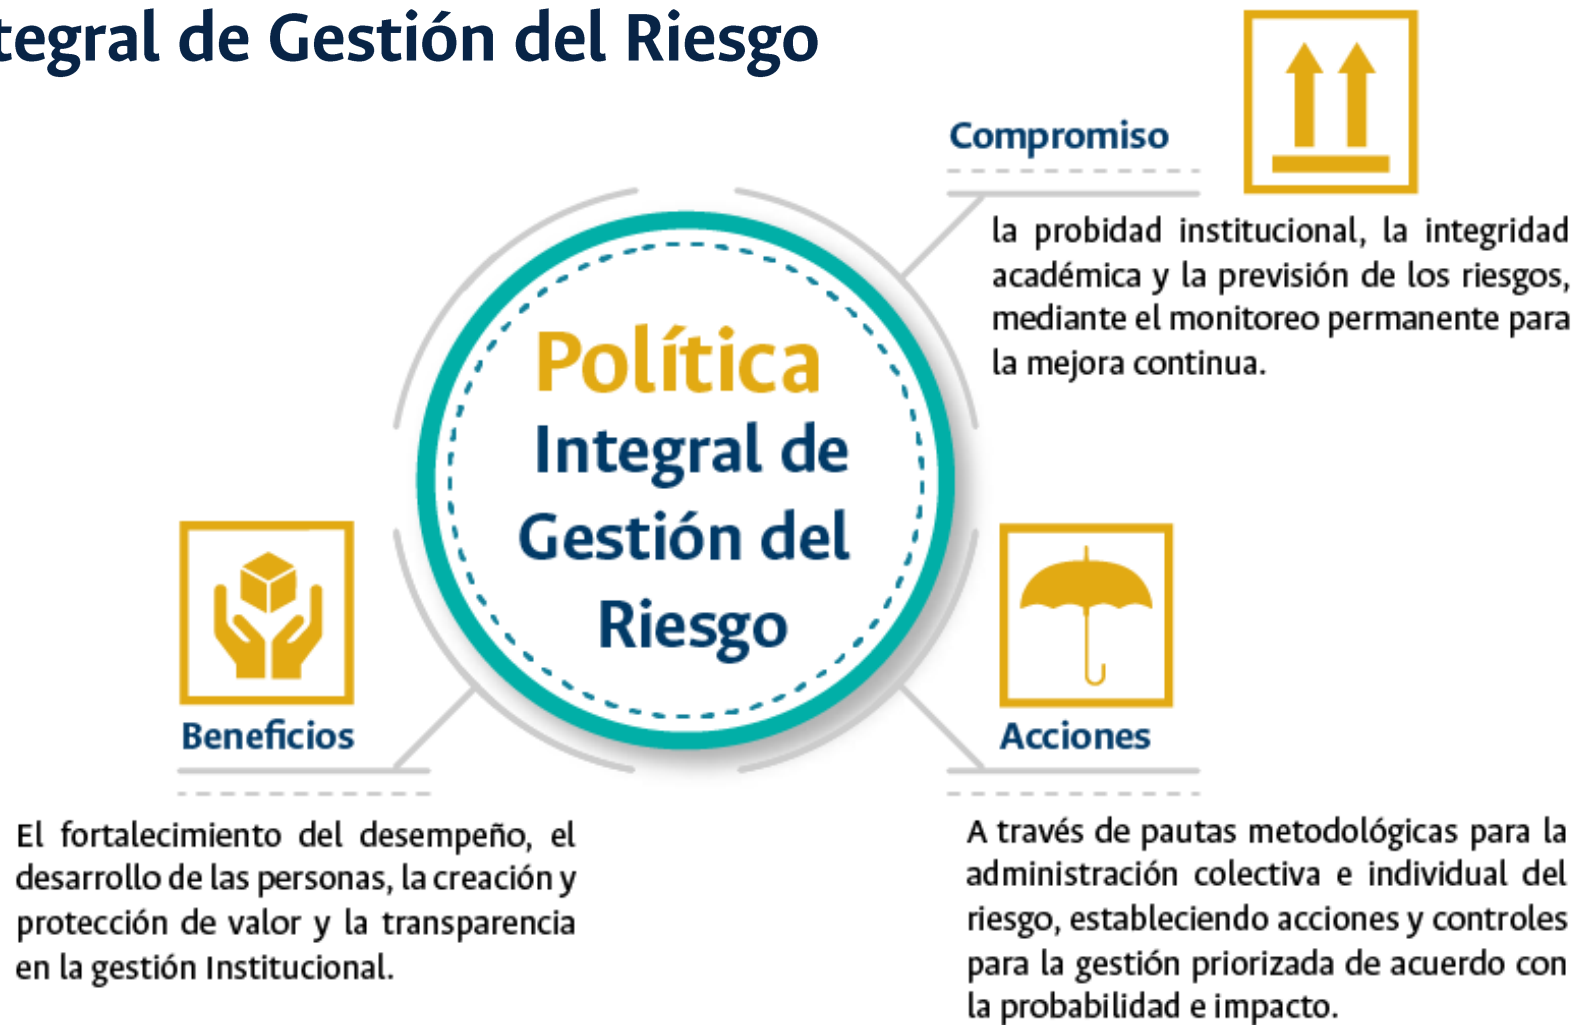 tegral de Gestión del Riesgo
Compromiso
la probidad institucional, la integridad
académica y la previsión de los riesgos,
mediante el monitoreo permanente para
la mejora continua.
Política
Integral de
Gestión del
Riesgo
Beneficios
El fortalecimiento del desempeño, el
desarrollo de las personas, la creación y
protección de valor y la transparencia
en la gestión Institucional.
Acciones
A través de pautas metodológicas para la
administración colectiva e individual del
riesgo, estableciendo acciones y controles
para la gestión priorizada de acuerdo con
la probabilidad e impacto.